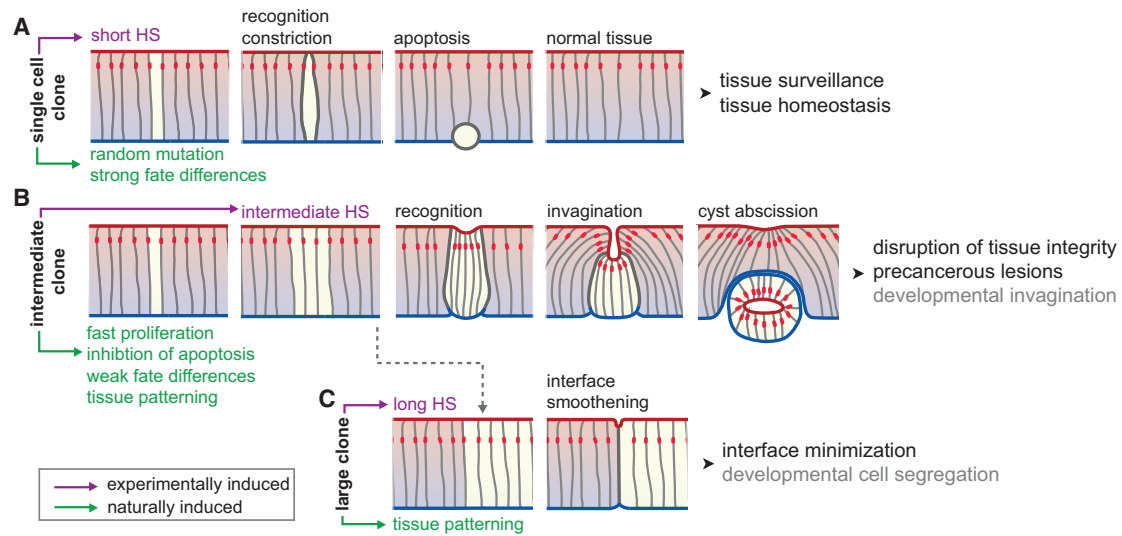 A
single cell
clone
short HS
recognition
constriction
apoptosis
normal tissue
tissue surveillance
tissue homeostasis
random mutation
strong fate differences
B
intermediate
clone
intermediate HS
recognition
invagination
cyst abscission
disruption of tissue integrity
precancerous lesions
developmental invagination
fast proliferation
inhibtion of apoptosis
weak fate differences
tissue patterning
C
large clone
long HS
interface
smoothening
interface minimization
developmental cell segregation
tissue patterning
experimentally induced
naturally induced